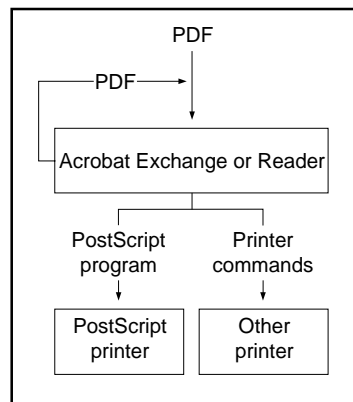 PDF
PDF
Acrobat Exchange or Reader
PostScript
program
Printer
commands
PostScript
printer
Other
printer